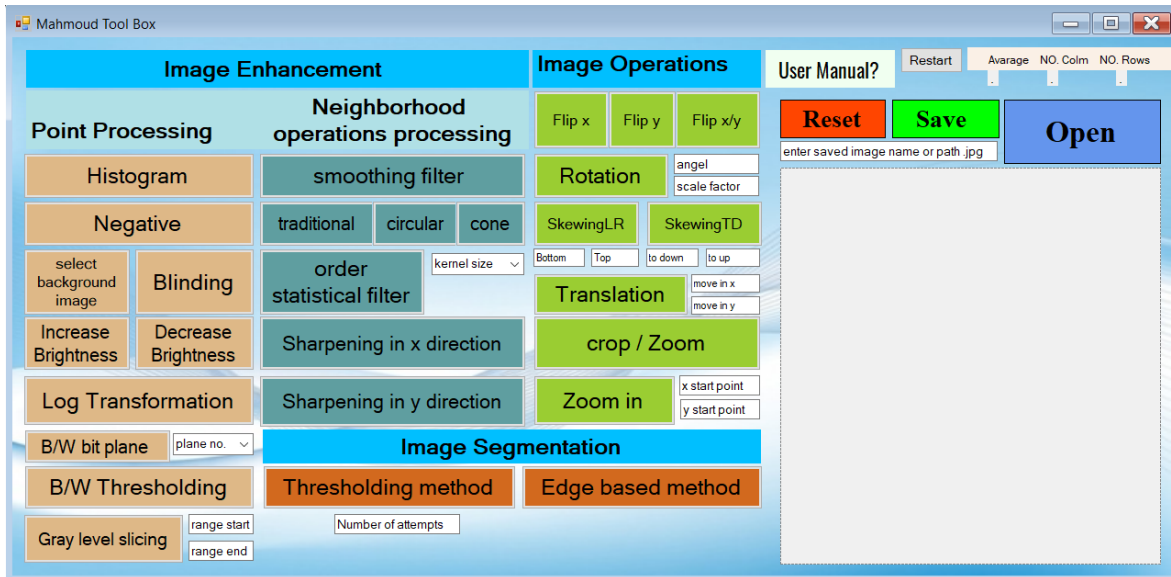 Mahmoud Tool Box
Image Enhancement
Image Operations
User Manual?
Restart
Avarage NO. Colm NO. Rows
- - -
Point Processing
Neighborhood
operations processing
Flip x
Flip y
Flip x/y
Reset
Save
Open
enter saved image name or path .jpg
Histogram
smoothing filter
Rotation
angel
scale factor
Negative
traditional
circular
cone
SkewingLR
SkewingTD
Bottom
Top
to down
to up
select
background
image
Blinding
order
statistical filter
kernel size
Translation
move in x
move in y
Increase
Brightness
Decrease
Brightness
Sharpening in x direction
crop / Zoom
Log Transformation
Sharpening in y direction
Zoom in
x start point
y start point
B/W bit plane
plane no.
Image Segmentation
B/W Thresholding
Thresholding method
Edge based method
Gray level slicing
range start
range end
Number of attempts